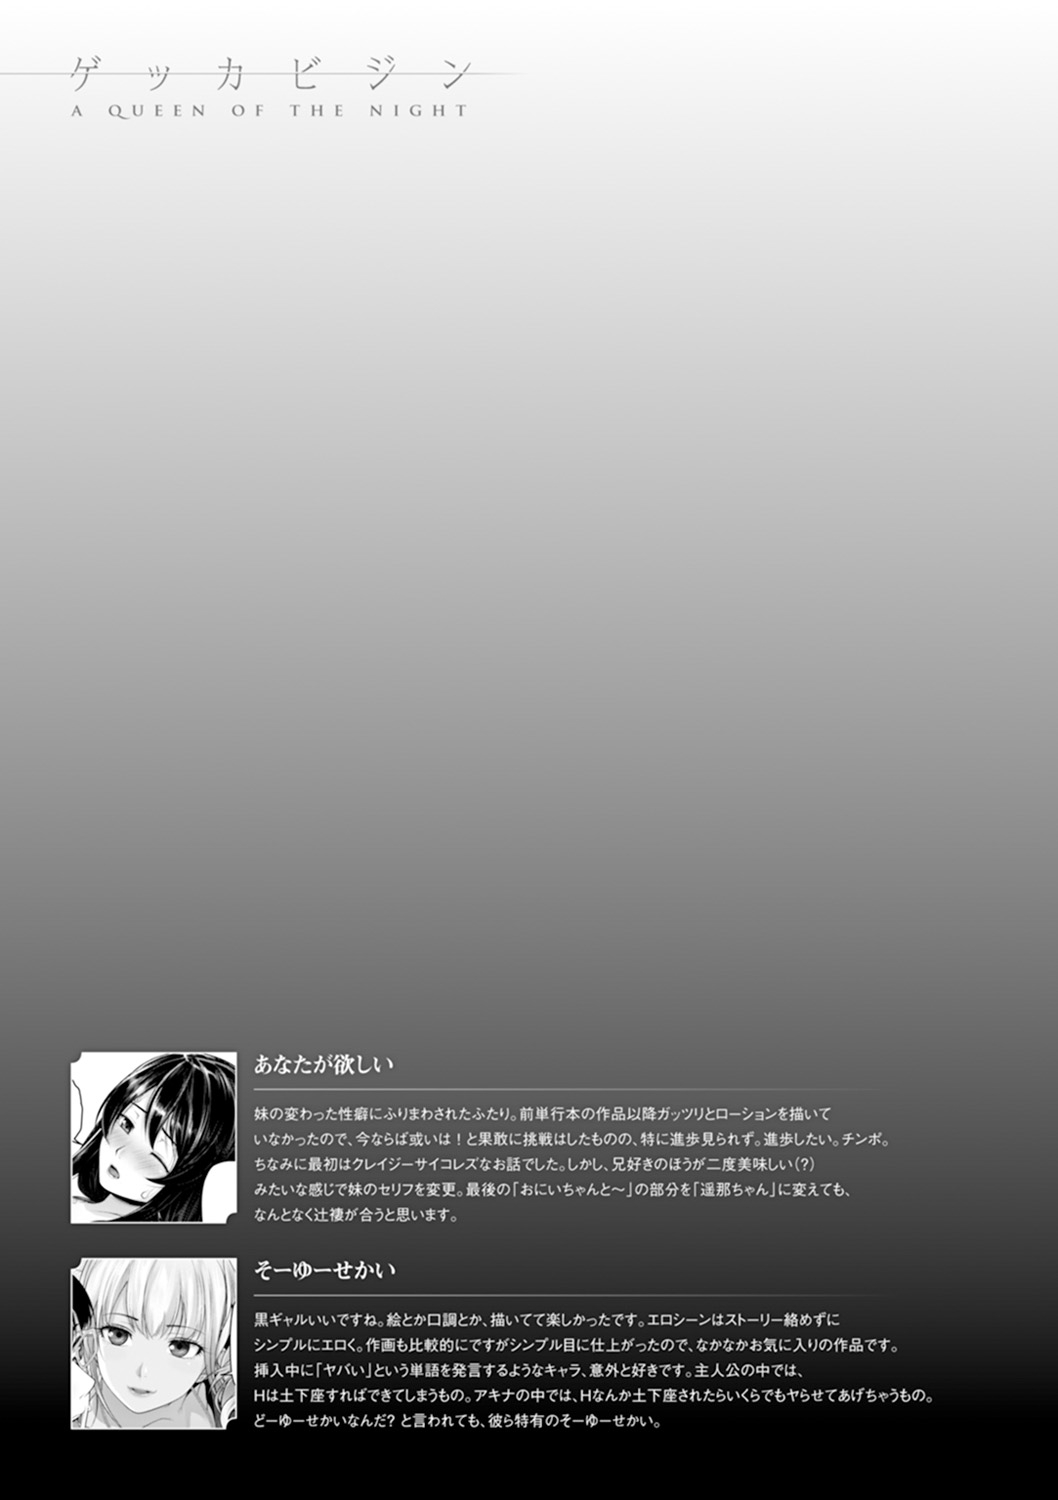 ゲッカビジン
A QUEEN OF THE NIGHT
あなたが欲しい
妹の変わった性癖にふりまわされたふたり。前単行本の作品以降ガッツリとローションを描いて
いなかったので、今ならば或いは！と果敢に挑戦はしたものの、特に進歩見られず。進歩したい。チンポ。
ちなみに最初はクレイジーサイコレズなお話でした。しかし、兄好きのほうが二度美味しい（？）
みたいな感じで妹のセリフを変更。最後の「おにいちゃんと〜」の部分を「遥那ちゃん」に変えても、
なんとなく辻褄が合うと思います。
そーゆーせかい
黒ギャルいいですね。絵とか口調とか、描いてて楽しかったです。エロシーンはストーリー絡めずに
シンプルにエロく。作画も比較的にですがシンプル目に仕上がったので、なかなかお気に入りの作品です。
挿入中に「ヤバい」という単語を発言するようなキャラ、意外と好きです。主人公の中では、
Hは土下座すればできてしまうもの。アキナの中では、Hなんか土下座されたらいくらでもヤらせてあげちゃうもの。
どーゆーせかいなんだ？と言われても、彼ら特有のそーゆーせかい。